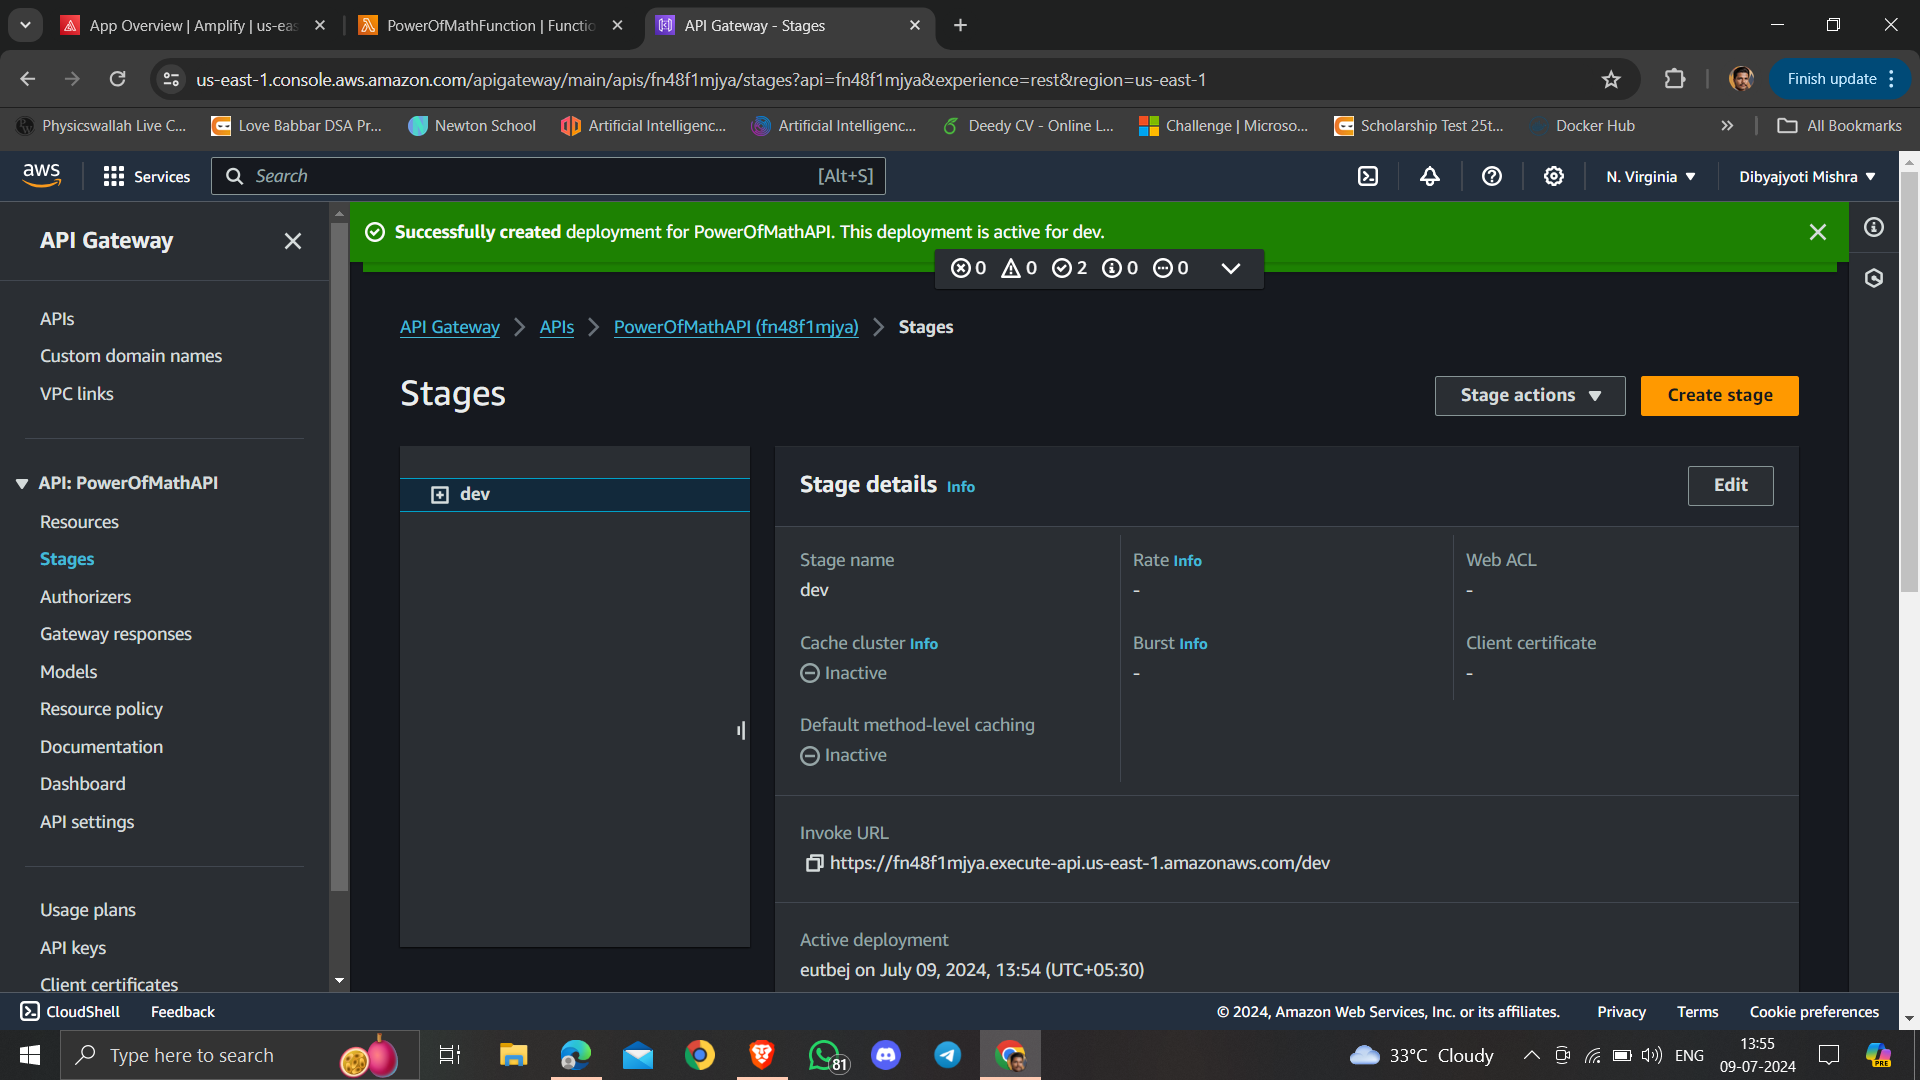 App Overview | Amplify | us-eas
PowerOfMathFunction | Functio
API Gateway - Stages
us-east-1.console.aws.amazon.com/apigateway/main/apis/fn48f1mjya/stages?api=fn48f1mjya&experience=rest&region=us-east-1
Finish update
Physicswallah Live C...
Love Babbar DSA Pr...
Newton School
Artificial Intelligenc...
Artificial Intelligenc...
Deedy CV - Online L...
Challenge | Microso...
Scholarship Test 25t...
Docker Hub
All Bookmarks
aws
Services
Search
[Alt+S]
N. Virginia
Dibyajyoti Mishra
API Gateway
APIs
Custom domain names
VPC links
API: PowerOfMathAPI
Resources
Stages
Authorizers
Gateway responses
Models
Resource policy
Documentation
Dashboard
API settings
Usage plans
API keys
Client certificates
Successfully created deployment for PowerOfMathAPI. This deployment is active for dev.
0 0 2 0 0
API Gateway > APIs > PowerOfMathAPI (fn48f1mjya) > Stages
Stages
Stage actions
Create stage
dev
Stage details Info
Edit
Stage name
dev
Rate Info
-
Web ACL
-
Cache cluster Info
Inactive
Burst Info
-
Client certificate
-
Default method-level caching
Inactive
Invoke URL
https://fn48f1mjya.execute-api.us-east-1.amazonaws.com/dev
Active deployment
eutbej on July 09, 2024, 13:54 (UTC+05:30)
CloudShell
Feedback
© 2024, Amazon Web Services, Inc. or its affiliates.
Privacy
Terms
Cookie preferences
Type here to search
81
33°C Cloudy
ENG
13:55
09-07-2024
PRE